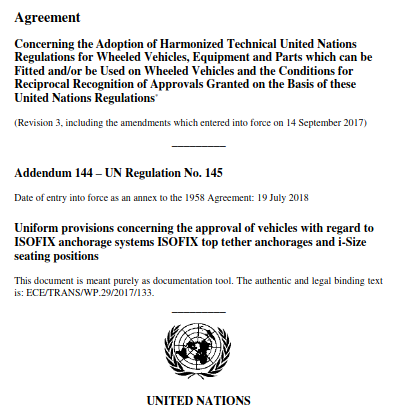 Agreement
Concerning the Adoption of Harmonized Technical United Nations
Regulations for Wheeled Vehicles, Equipment and Parts which can be
Fitted and/or be Used on Wheeled Vehicles and the Conditions for
Reciprocal Recognition of Approvals Granted on the Basis of these
United Nations Regulations*
(Revision 3, including the amendments which entered into force on 14 September 2017)
Addendum 144 – UN Regulation No. 145
Date of entry into force as an annex to the 1958 Agreement: 19 July 2018
Uniform provisions concerning the approval of vehicles with regard to
ISOFIX anchorage systems ISOFIX top tether anchorages and i-Size
seating positions
This document is meant purely as documentation tool. The authentic and legal binding text
is: ECE/TRANS/WP.29/2017/133.
UNITED NATIONS